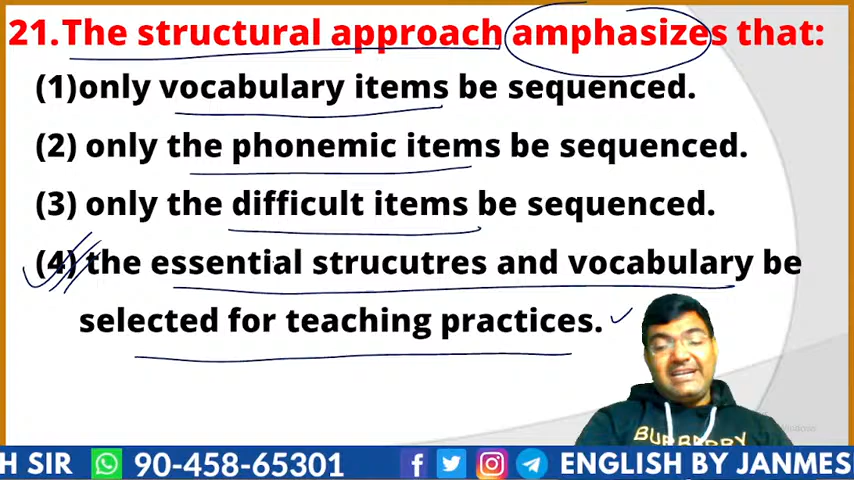 21.The structural approach amphasizes that:
(1)only vocabulary items be sequenced.
(2) only the phonemic items be sequenced.
(3) only the difficult items be sequenced.
(4) the essential strucutres and vocabulary be
selected for teaching practices.
BURBERRY
Windows
H SIR 90-458-65301 ENGLISH BY JANMES